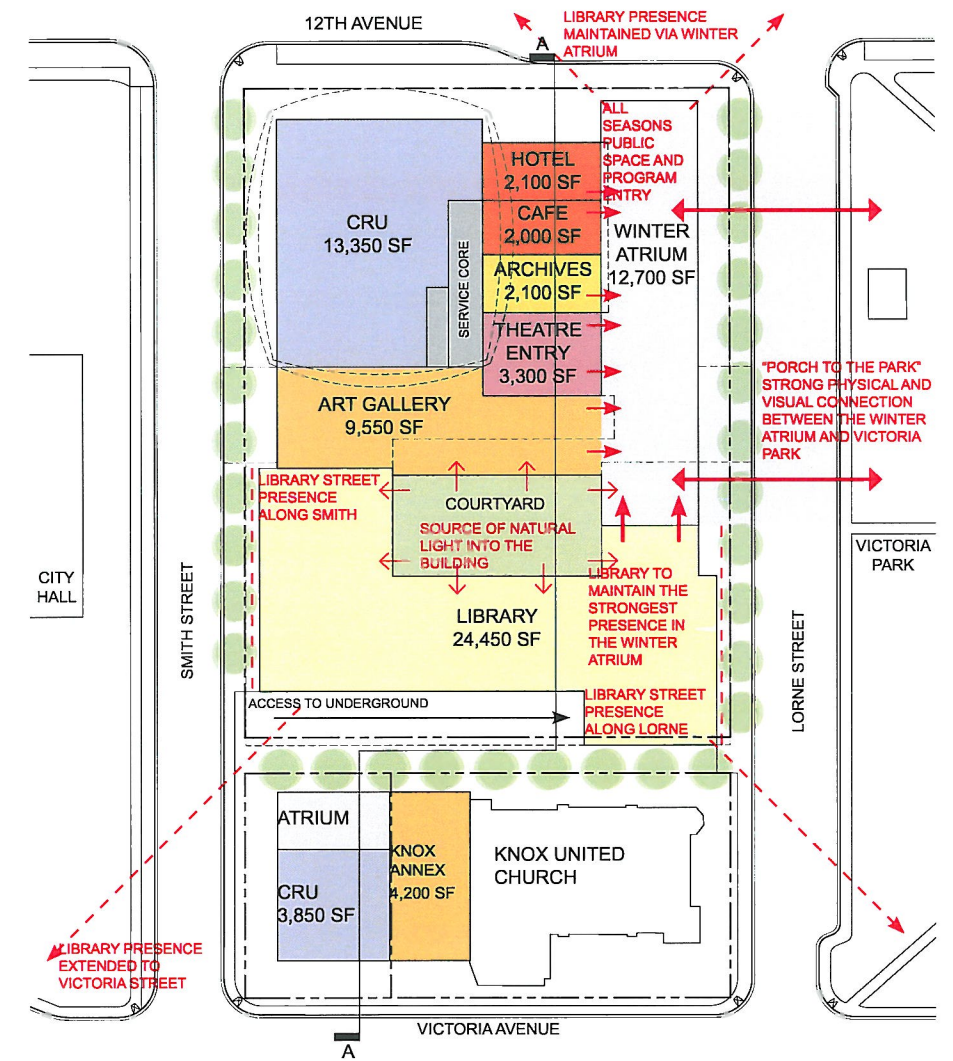 12TH AVENUE
A
LIBRARY PRESENCE
MAINTAINED VIA WINTER
ATRIUM
ALL
SEASONS
PUBLIC
SPACE AND
PROGRAM
ENTRY
HOTEL
2,100 SF
CRU
13,350 SF
CAFE
2,000 SF
WINTER
ATRIUM
12,700 SF
SERVICE CORE
ARCHIVES
2,100 SF
THEATRE
ENTRY
3,300 SF
"PORCH TO THE PARK"
STRONG PHYSICAL AND
VISUAL CONNECTION
BETWEEN THE WINTER
ATRIUM AND VICTORIA
PARK
ART GALLERY
9,550 SF
LIBRARY STREET
PRESENCE
ALONG SMITH
COURTYARD
SOURCE OF NATURAL
LIGHT INTO THE
BUILDING
VICTORIA
PARK
CITY
HALL
SMITH STREET
LIBRARY
24,450 SF
LIBRARY TO
MAINTAIN THE
STRONGEST
PRESENCE IN
THE WINTER
ATRIUM
LORNE STREET
ACCESS TO UNDERGROUND
LIBRARY STREET
PRESENCE
ALONG LORNE
ATRIUM
KNOX
ANNEX
4,200 SF
KNOX UNITED
CHURCH
CRU
3,850 SF
LIBRARY PRESENCE
EXTENDED TO
VICTORIA STREET
VICTORIA AVENUE
A